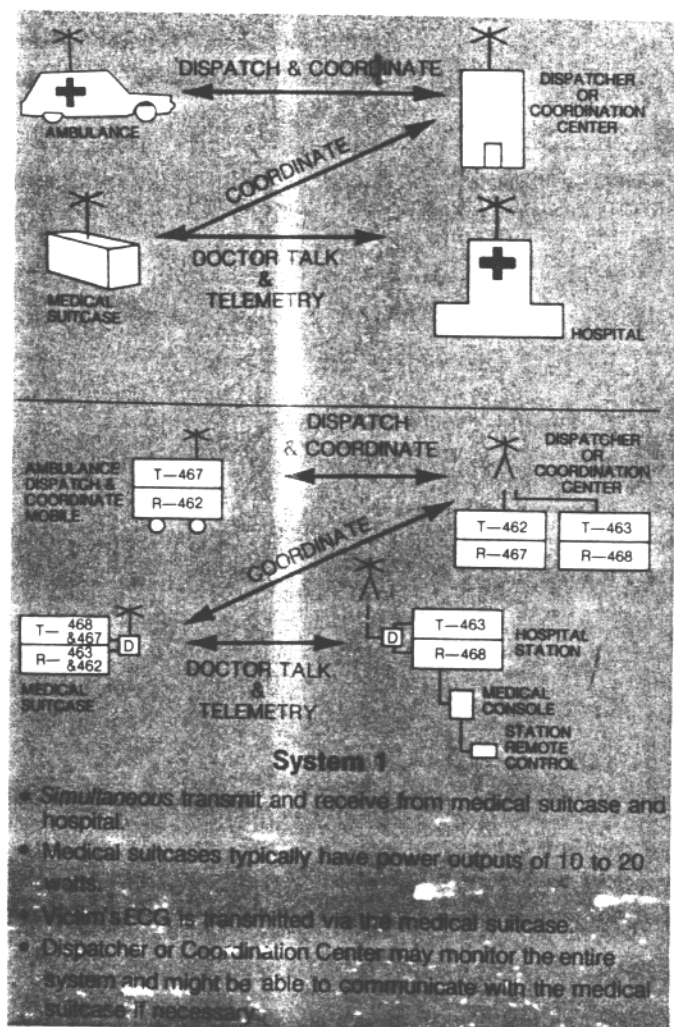 DISPATCH & COORDINATE
AMBULANCE
DISPATCHER
OR
COORDINATION
CENTER
COORDINATE
DOCTOR TALK
&
TELEMETRY
MEDICAL
SUITCASE
HOSPITAL
DISPATCH
& COORDINATE
AMBULANCE
DISPATCH &
COORDINATE
MOBILE
T—467
R—462
DISPATCHER
OR
COORDINATION
CENTER
T—462
R—467
T—463
R—468
COORDINATE
T— 468
&467
R— 463
&462
D
MEDICAL
SUITCASE
DOCTOR TALK
&
TELEMETRY
D
T—463
R—468
HOSPITAL
STATION
MEDICAL
CONSOLE
STATION
REMOTE
CONTROL
System 1
• Simultaneous transmit and receive from medical suitcase and
hospital.
• Medical suitcases typically have power outputs of 10 to 20
watts.
• Victim's ECG is transmitted via the medical suitcase.
• Dispatcher or Coordination Center may monitor the entire
system and might be able to communicate with the medical
suitcase if necessary.